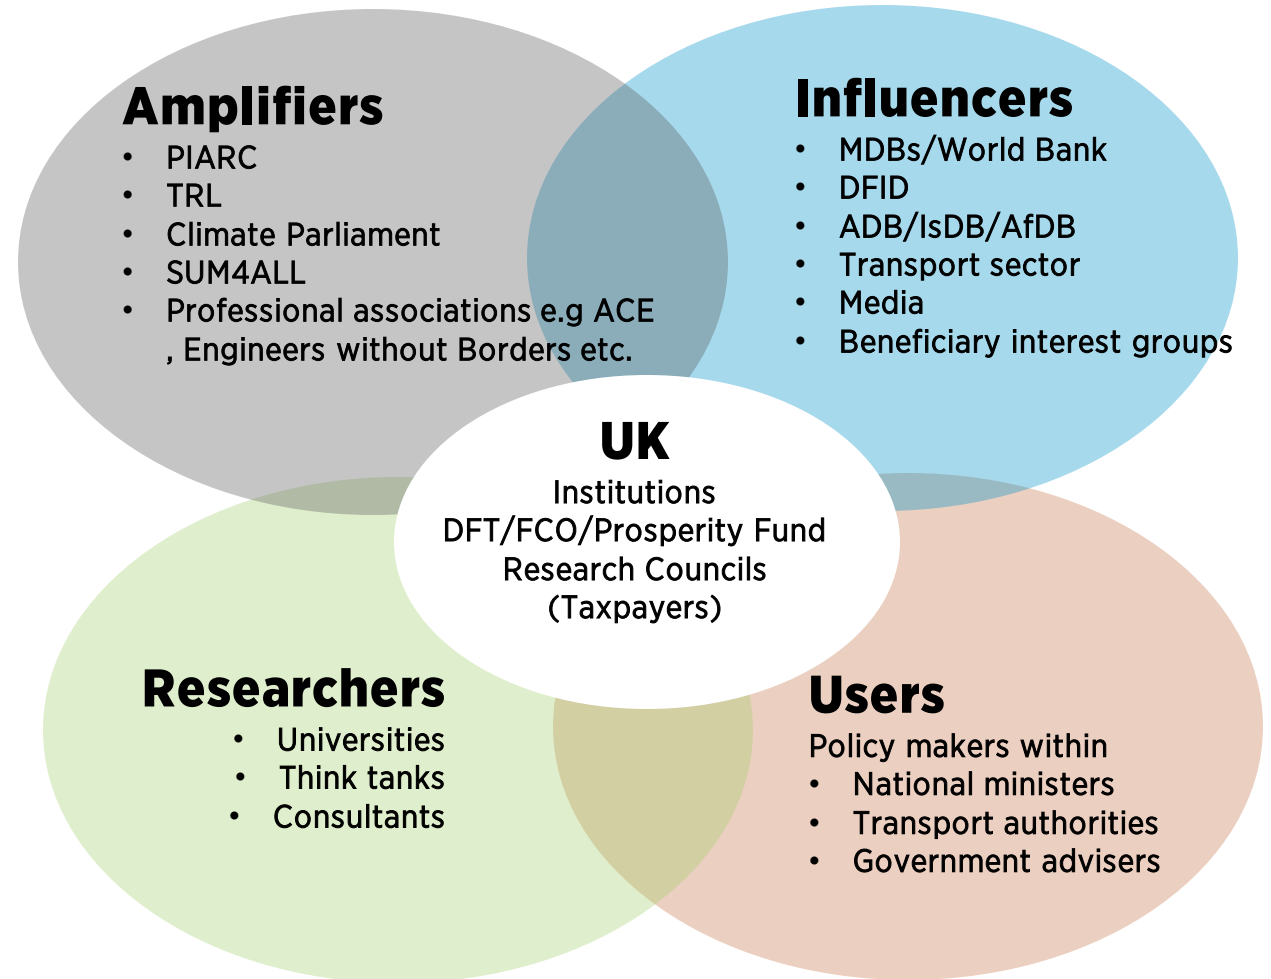 Amplifiers
• PIARC
• TRL
• Climate Parliament
• SUM4ALL
• Professional associations e.g ACE
, Engineers without Borders etc.
Influencers
• MDBs/World Bank
• DFID
• ADB/IsDB/AfDB
• Transport sector
• Media
• Beneficiary interest groups
UK
Institutions
DFT/FCO/Prosperity Fund
Research Councils
(Taxpayers)
Researchers
• Universities
• Think tanks
• Consultants
Users
Policy makers within
• National ministers
• Transport authorities
• Government advisers